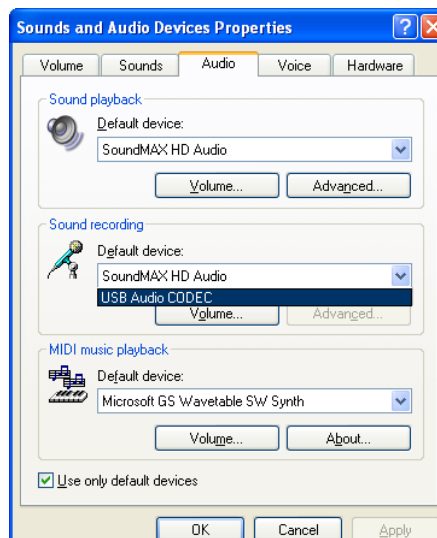 Sounds and Audio Devices Properties
Volume Sounds Audio Voice Hardware
Sound playback
Default device:
SoundMAX HD Audio
Volume... Advanced...
Sound recording
Default device:
SoundMAX HD Audio
USB Audio CODEC
Volume... Advanced...
MIDI music playback
Default device:
Microsoft GS Wavetable SW Synth
Volume... About...
Use only default devices
OK Cancel Apply